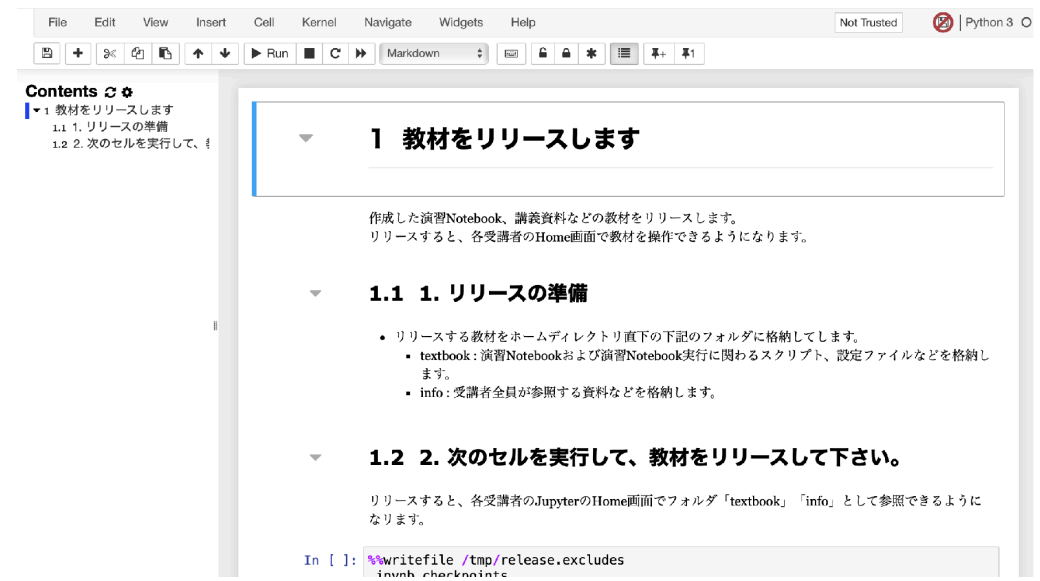 File Edit View Insert Cell Kernel Navigate Widgets Help Not Trusted Python 3
Run Markdown
Contents
1 教材をリリースします
1.1 1. リリースの準備
1.2 2. 次のセルを実行して、
1 教材をリリースします
作成した演習Notebook、講義資料などの教材をリリースします。
リリースすると、各受講者のHome画面で教材を操作できるようになります。
1.1 1. リリースの準備
リリースする教材をホームディレクトリ直下の下記のフォルダに格納してします。
textbook : 演習Notebookおよび演習Notebook実行に関わるスクリプト、設定ファイルなどを格納し
ます。
info : 受講者全員が参照する資料などを格納します。
1.2 2. 次のセルを実行して、教材をリリースして下さい。
リリースすると、各受講者のJupyterのHome画面でフォルダ「textbook」「info」として参照できるように
なります。
In [ ]: %%writefile /tmp/release.excludes